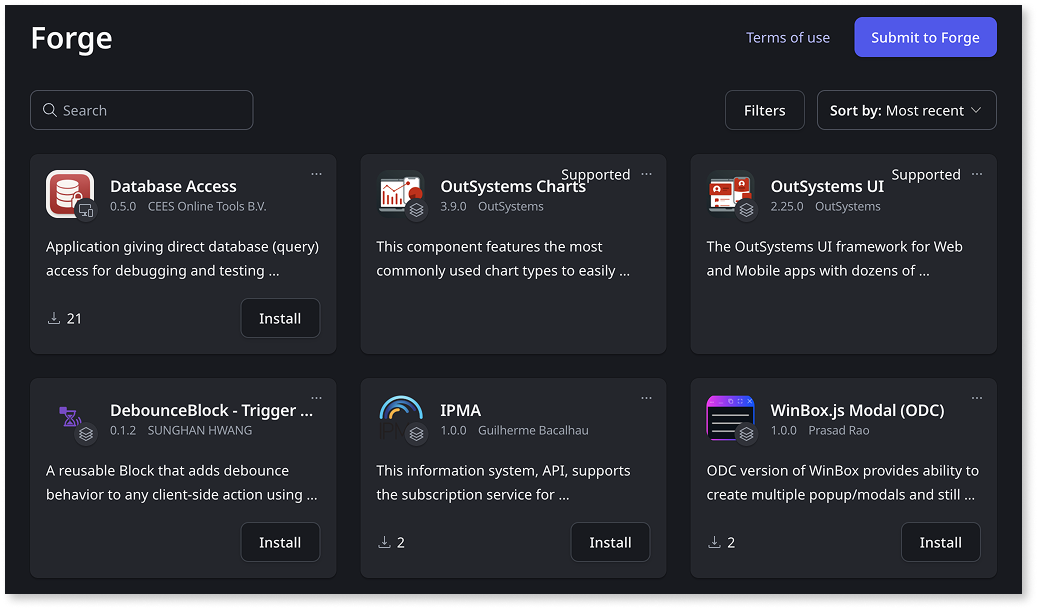 Forge
Terms of use
Submit to Forge
Search
Filters
Sort by: Most recent
Database Access
0.5.0 CEES Online Tools B.V.
Application giving direct database (query)
access for debugging and testing ...
21
Install
Supported
OutSystems Charts
3.9.0 OutSystems
This component features the most
commonly used chart types to easily ...
Supported
OutSystems UI
2.25.0 OutSystems
The OutSystems UI framework for Web
and Mobile apps with dozens of ...
DebounceBlock - Trigger ...
0.1.2 SUNGHAN HWANG
A reusable Block that adds debounce
behavior to any client-side action using ...
Install
IPMA
1.0.0 Guilherme Bacalhau
This information system, API, supports
the subscription service for ...
2
Install
WinBox.js Modal (ODC)
1.0.0 Prasad Rao
ODC version of WinBox provides ability to
create multiple popup/modals and still ...
2
Install